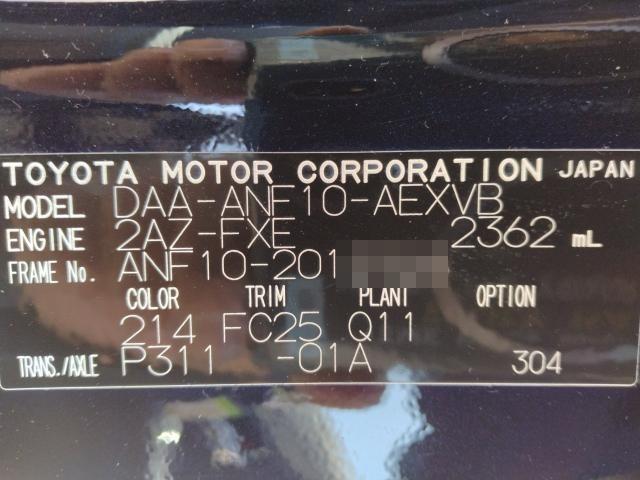 TOYOTA MOTOR CORPORATION JAPAN
MODEL DAA-ANF10-AEXVB
ENGINE 2AZ-FXE 2362 mL
FRAME No. ANF10-201
COLOR TRIM PLANT OPTION
214 FC25 Q11
TRANS./AXLE P311 -01A 304